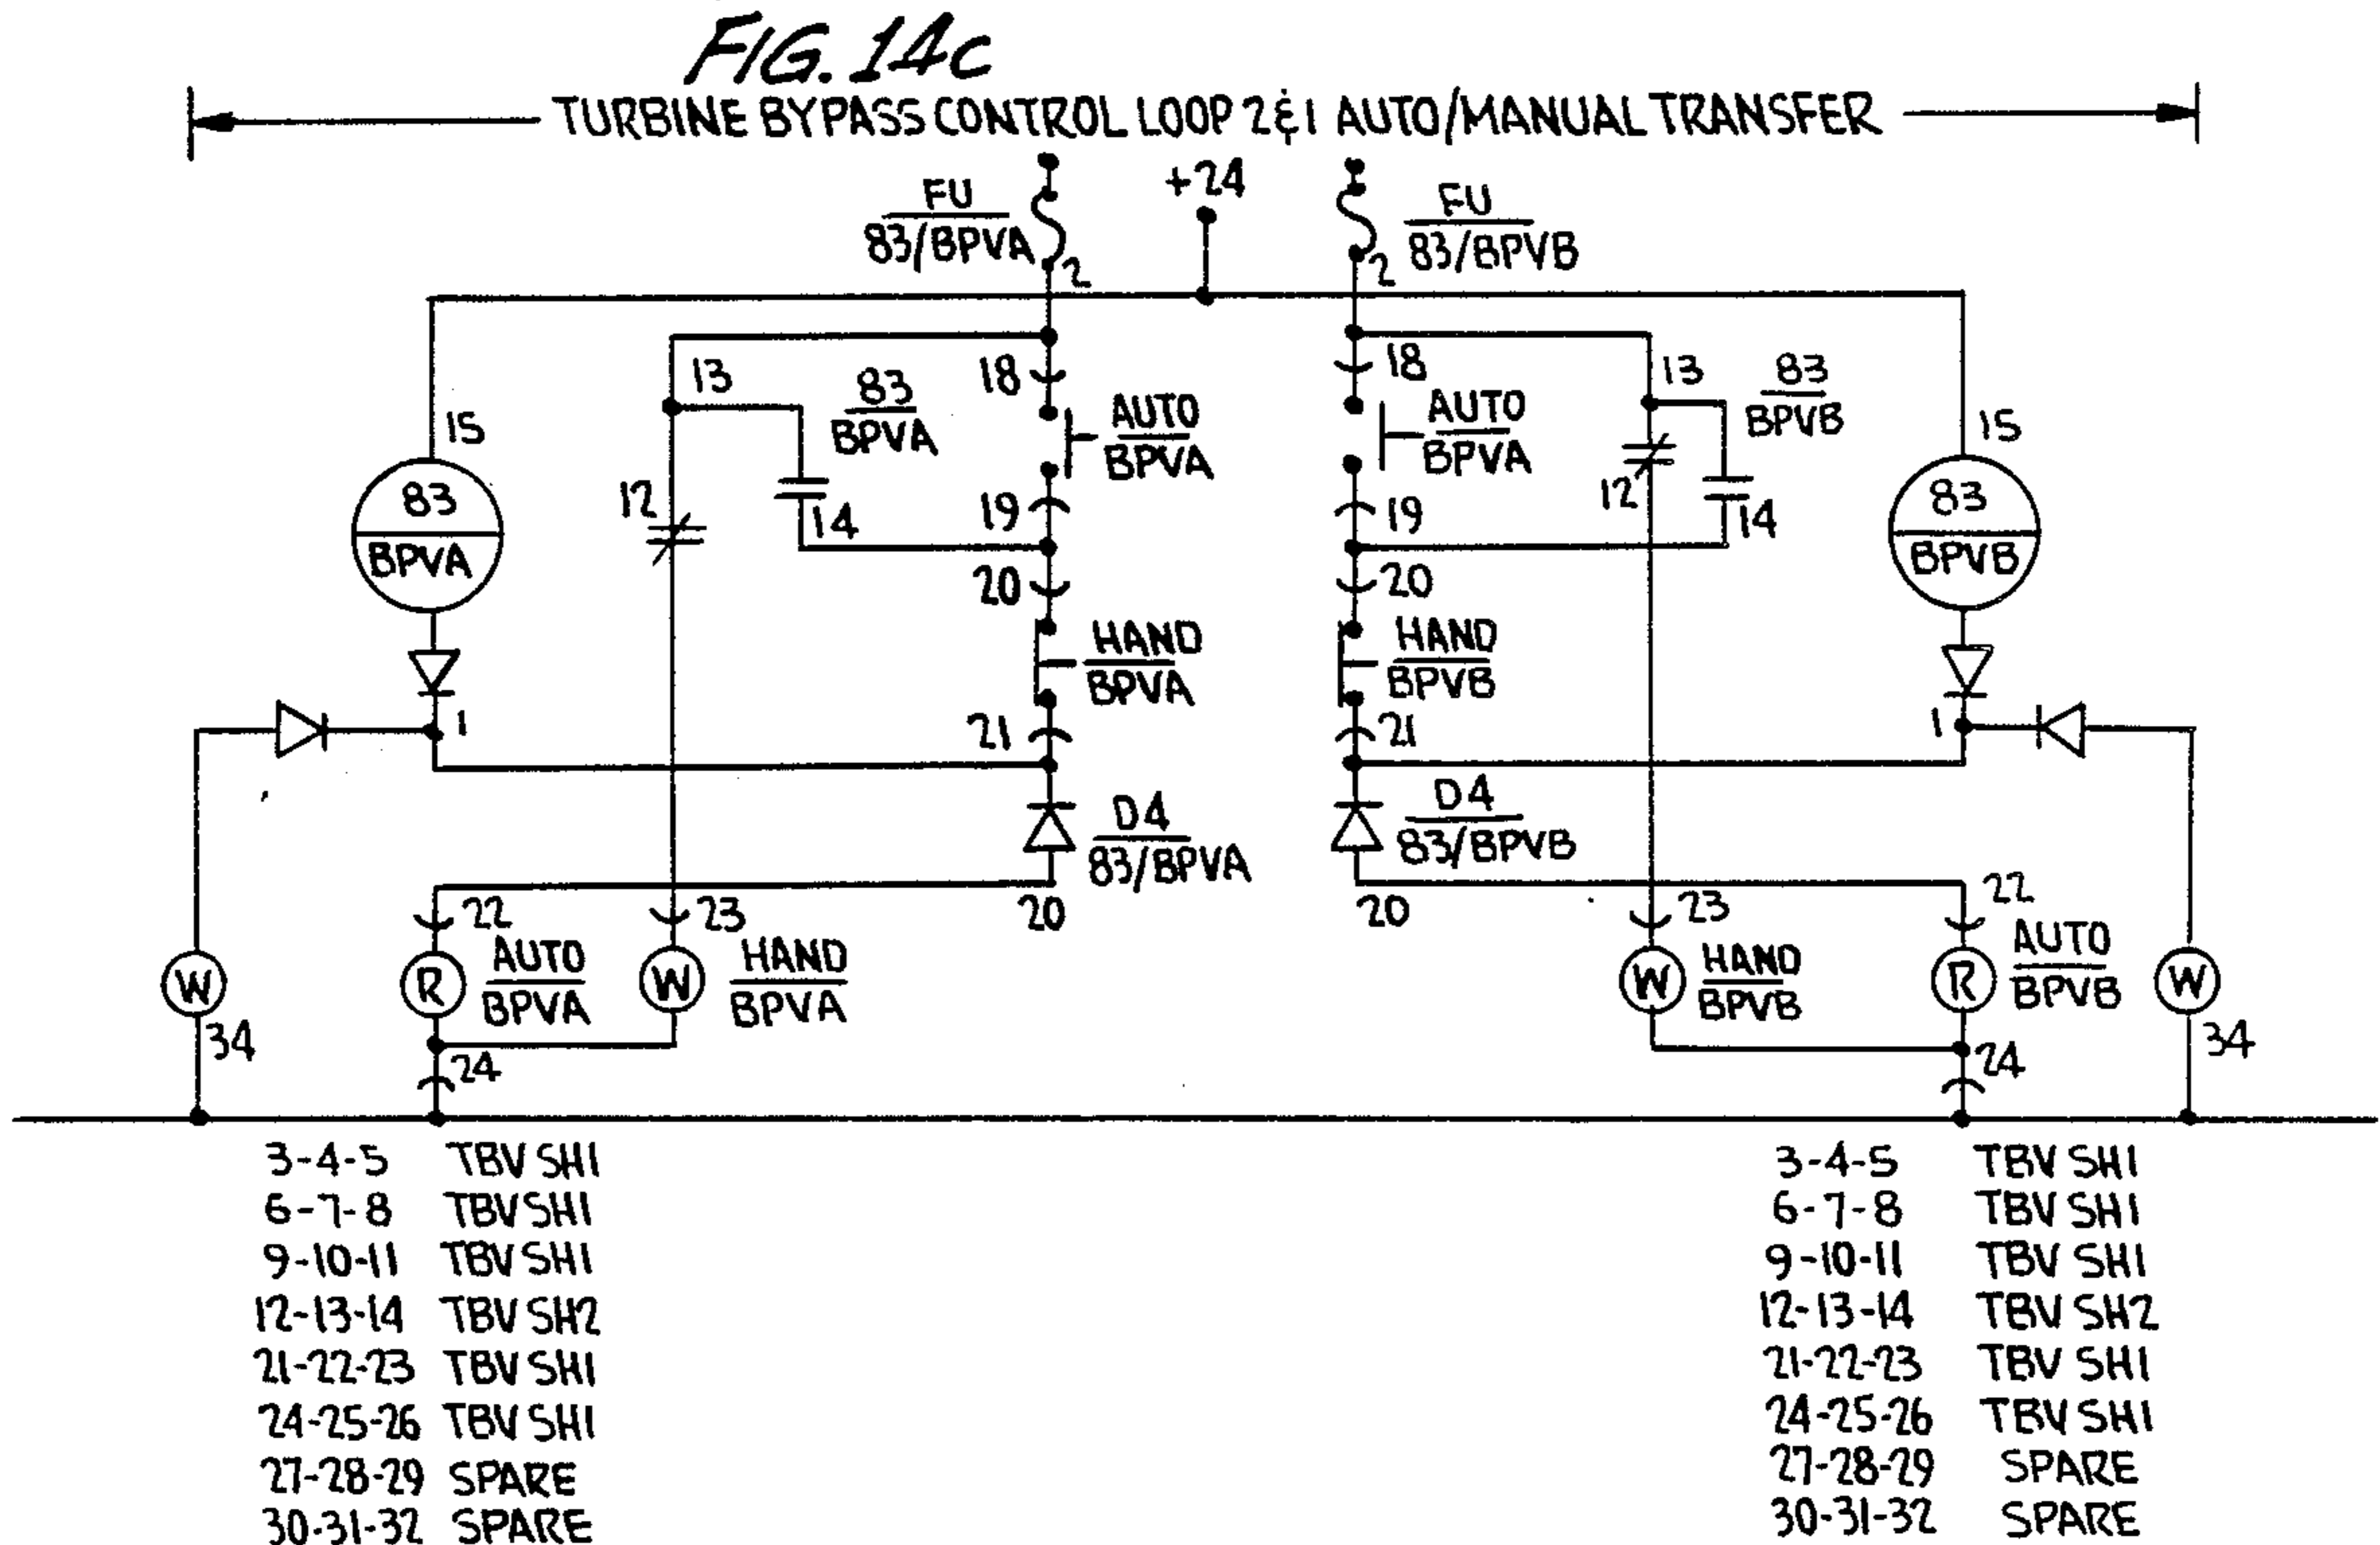 FIG. 14c
TURBINE BYPASS CONTROL LOOP 2&1 AUTO/MANUAL TRANSFER
+24
FU
83/BPVA
2
FU
83/BPVB
2
15
83
BPVA
13
83
BPVA
12
14
18
AUTO
BPVA
19
20
HAND
BPVA
21
1
D4
83/BPVA
20
22
AUTO
BPVA
23
HAND
BPVA
W
R
W
34
24
18
AUTO
BPVA
19
20
HAND
BPVB
21
13
83
BPVB
12
14
15
83
BPVB
1
D4
83/BPVB
20
23
HAND
BPVB
22
AUTO
BPVB
W
R
W
24
34
3-4-5 TBV SH1
6-7-8 TBV SH1
9-10-11 TBV SH1
12-13-14 TBV SH2
21-22-23 TBV SH1
24-25-26 TBV SH1
27-28-29 SPARE
30-31-32 SPARE
3-4-5 TBV SH1
6-7-8 TBV SH1
9-10-11 TBV SH1
12-13-14 TBV SH2
21-22-23 TBV SH1
24-25-26 TBV SH1
27-28-29 SPARE
30-31-32 SPARE